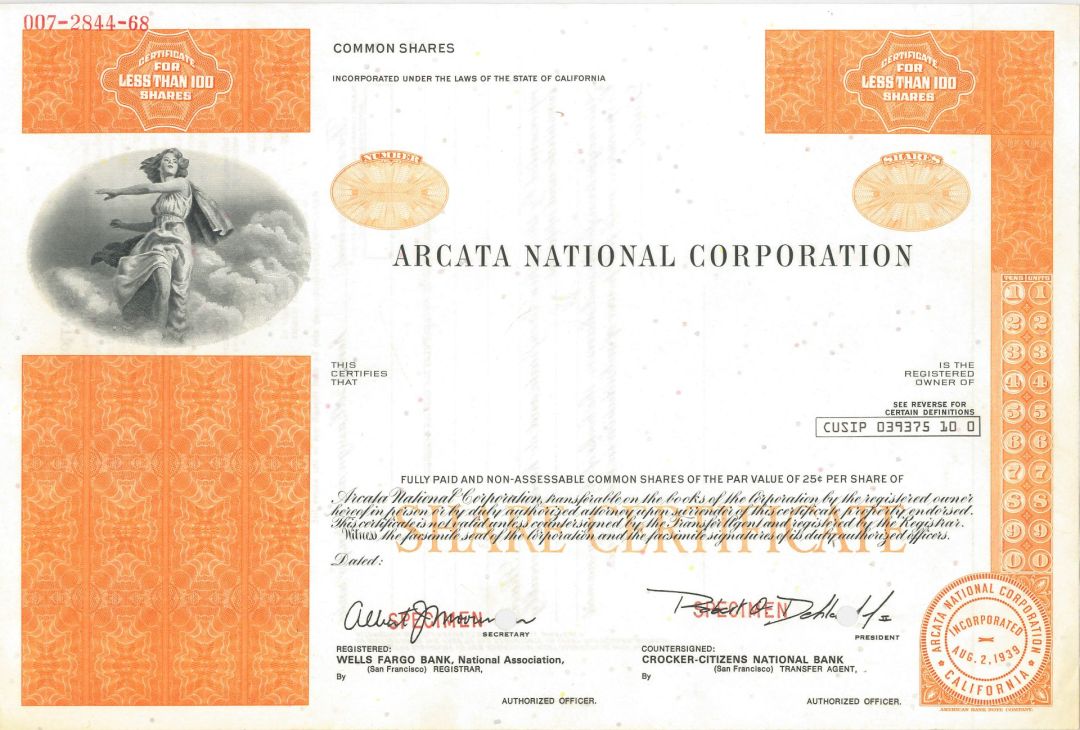 007-2844-68
CERTIFICATE
FOR
LESS THAN 100
SHARES
COMMON SHARES
INCORPORATED UNDER THE LAWS OF THE STATE OF CALIFORNIA
CERTIFICATE
FOR
LESS THAN 100
SHARES
NUMBER
SHARES
ARCATA NATIONAL CORPORATION
TENS UNITS
1 1
2 2
3 3
4 4
5 5
6 6
7 7
8 8
9 9
0 0
THIS
CERTIFIES
THAT
IS THE
REGISTERED
OWNER OF
SEE REVERSE FOR
CERTAIN DEFINITIONS
CUSIP 039375 10 0
FULLY PAID AND NON-ASSESSABLE COMMON SHARES OF THE PAR VALUE OF 25¢ PER SHARE OF
Arcata National Corporation, transferable on the books of the Corporation by the registered owner
hereof in person or by duly authorized attorney upon surrender of this certificate properly endorsed.
This certificate is not valid unless countersigned by the Transfer Agent and registered by the Registrar.
Witness the facsimile seal of the Corporation and the facsimile signatures of its duly authorized officers.
SHARE CERTIFICATE
Dated:
SPECIMEN
SECRETARY
SPECIMEN
PRESIDENT
REGISTERED:
WELLS FARGO BANK, National Association,
(San Francisco) REGISTRAR,
By
AUTHORIZED OFFICER.
COUNTERSIGNED:
CROCKER-CITIZENS NATIONAL BANK
(San Francisco) TRANSFER AGENT,
By
AUTHORIZED OFFICER.
ARCATA NATIONAL CORPORATION
INCORPORATED
AUG. 2, 1939
CALIFORNIA
AMERICAN BANK NOTE COMPANY